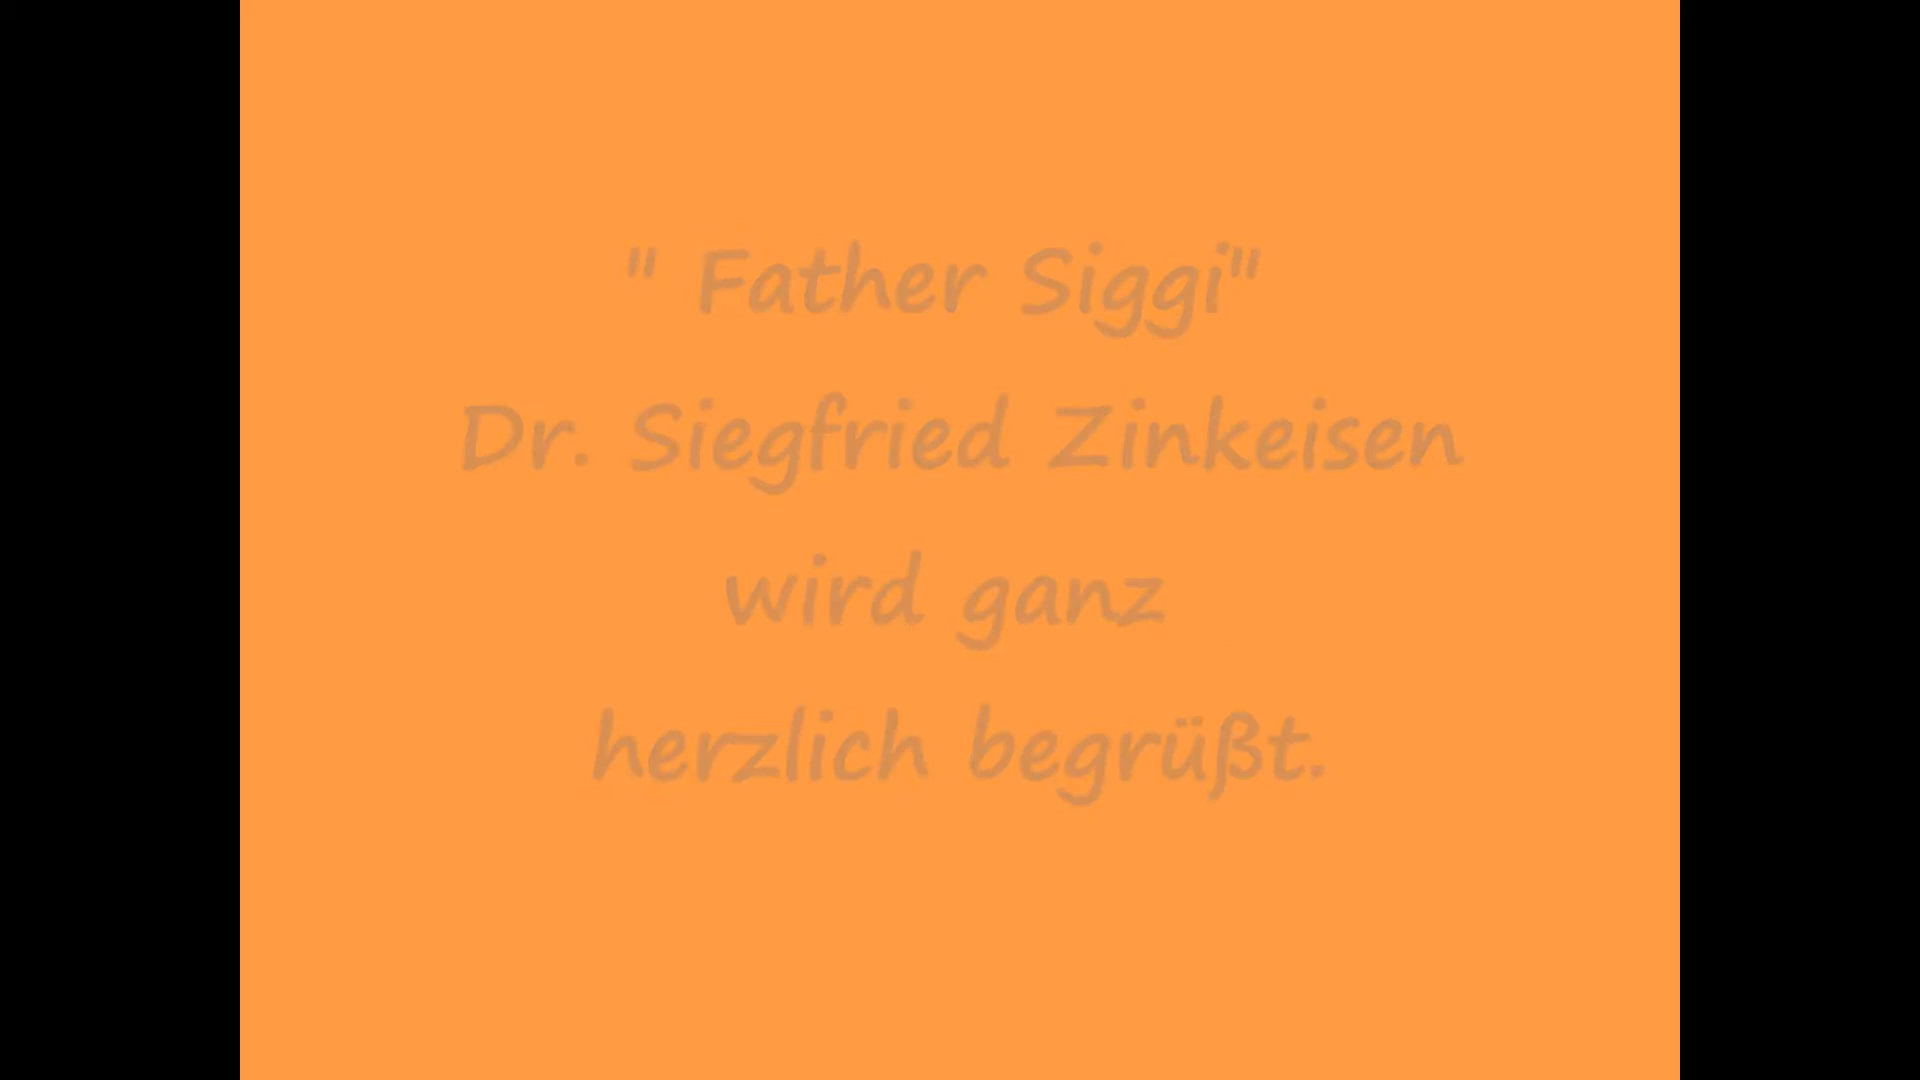 " Father Siggi"
Dr. Siegfried Zinkeisen
wird ganz
herzlich begrüßt.